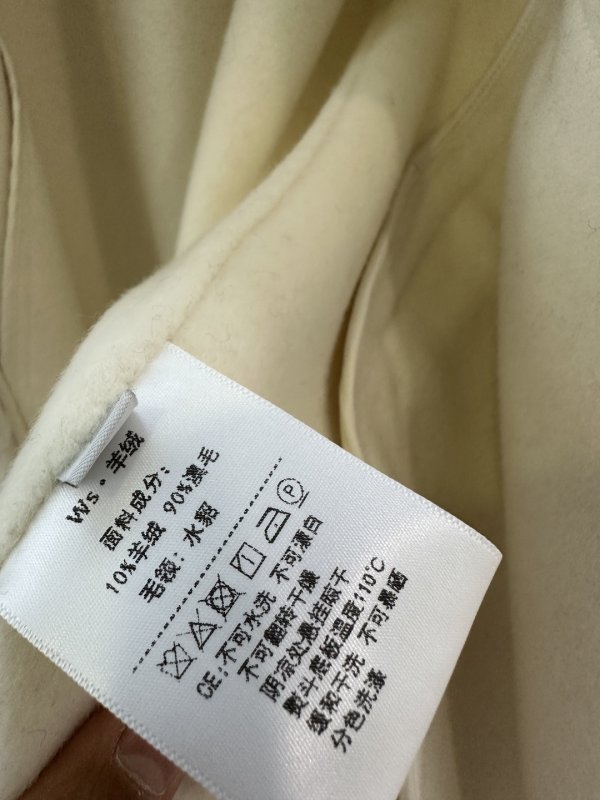 Ws·羊绒
面料成分:
10%羊绒 90%澳毛
毛领: 水貂
P
CE:不可水洗 不可漂白
不可翻转干燥
阴凉处悬挂晾干
熨斗底板温度110°C
缓和干洗 不可
分色洗涤